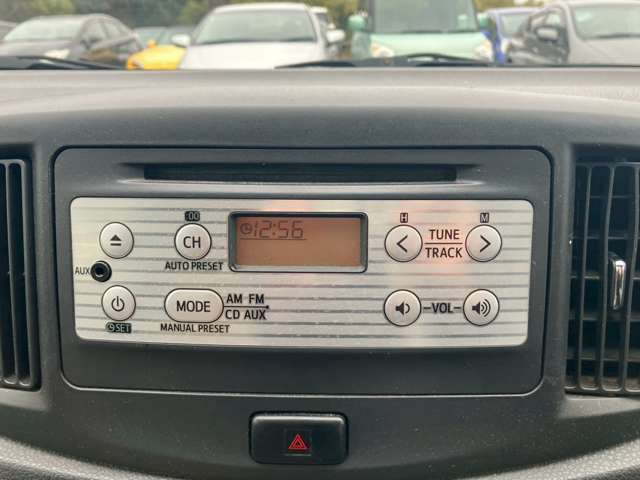 :00
12:56
H
M
CH
TUNE
TRACK
AUTO PRESET
AUX
MODE
AM FM
CD AUX
VOL
SET
MANUAL PRESET